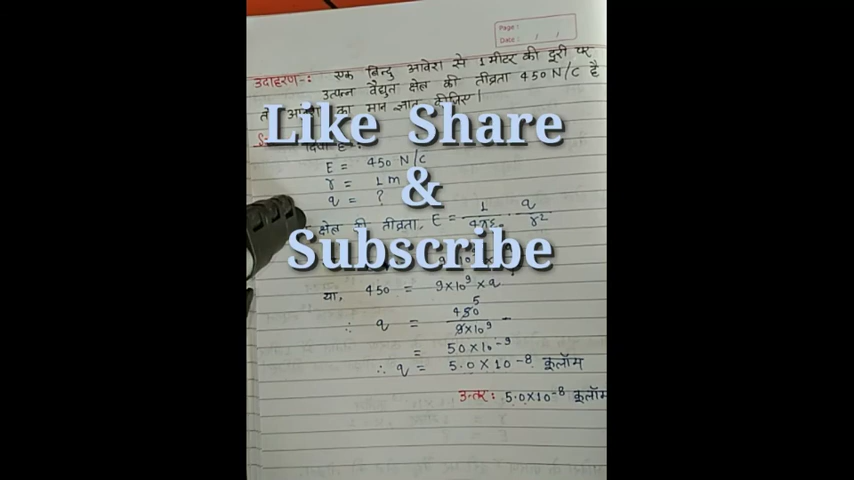 Page :
Date : / /
उदाहरण-: एक बिन्दु आवेश से 1 मीटर की दूरी पर
उत्पन्न वैद्युत क्षेत्र की तीव्रता 450 N/C है
तो का मान ज्ञात कीजिए।
Like Share
E = 450 N/C
r = 1 m
&
q = ?
क्षेत्र की तीव्रता, E = 1/4πε₀ q/r²
Subscribe
या, 450 = 9×10⁹ × q
∴ q = 450/9×10⁹
5
= 50×10⁻⁹
∴ q = 5.0×10⁻⁸ कूलॉम
उत्तर: 5.0×10⁻⁸ कूलॉम